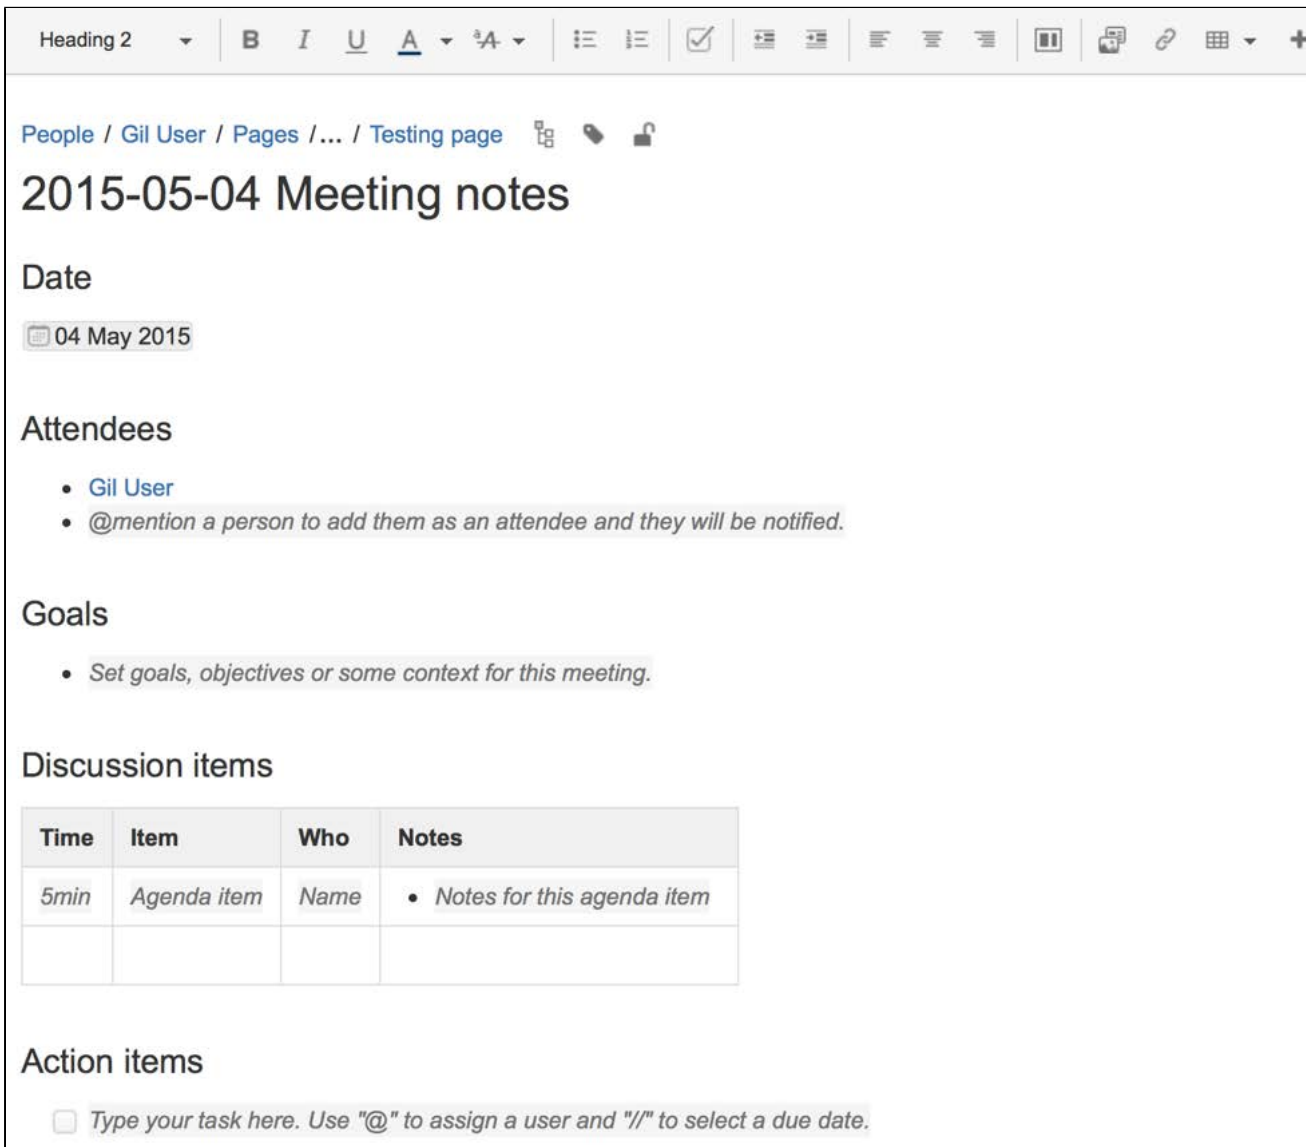 Heading 2 B I U A ªA
People / Gil User / Pages /... / Testing page
2015-05-04 Meeting notes
Date
04 May 2015
Attendees
• Gil User
• @mention a person to add them as an attendee and they will be notified.
Goals
• Set goals, objectives or some context for this meeting.
Discussion items
Time Item Who Notes
5min Agenda item Name • Notes for this agenda item
Action items
Type your task here. Use "@" to assign a user and "//" to select a due date.